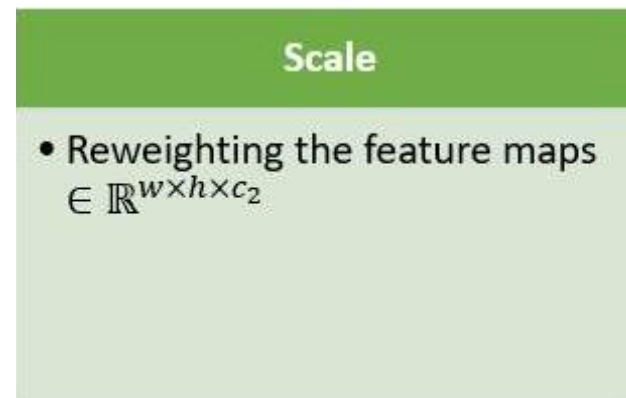 Scale
• Reweighting the feature maps
∈ ℝ^{w×h×c₂}